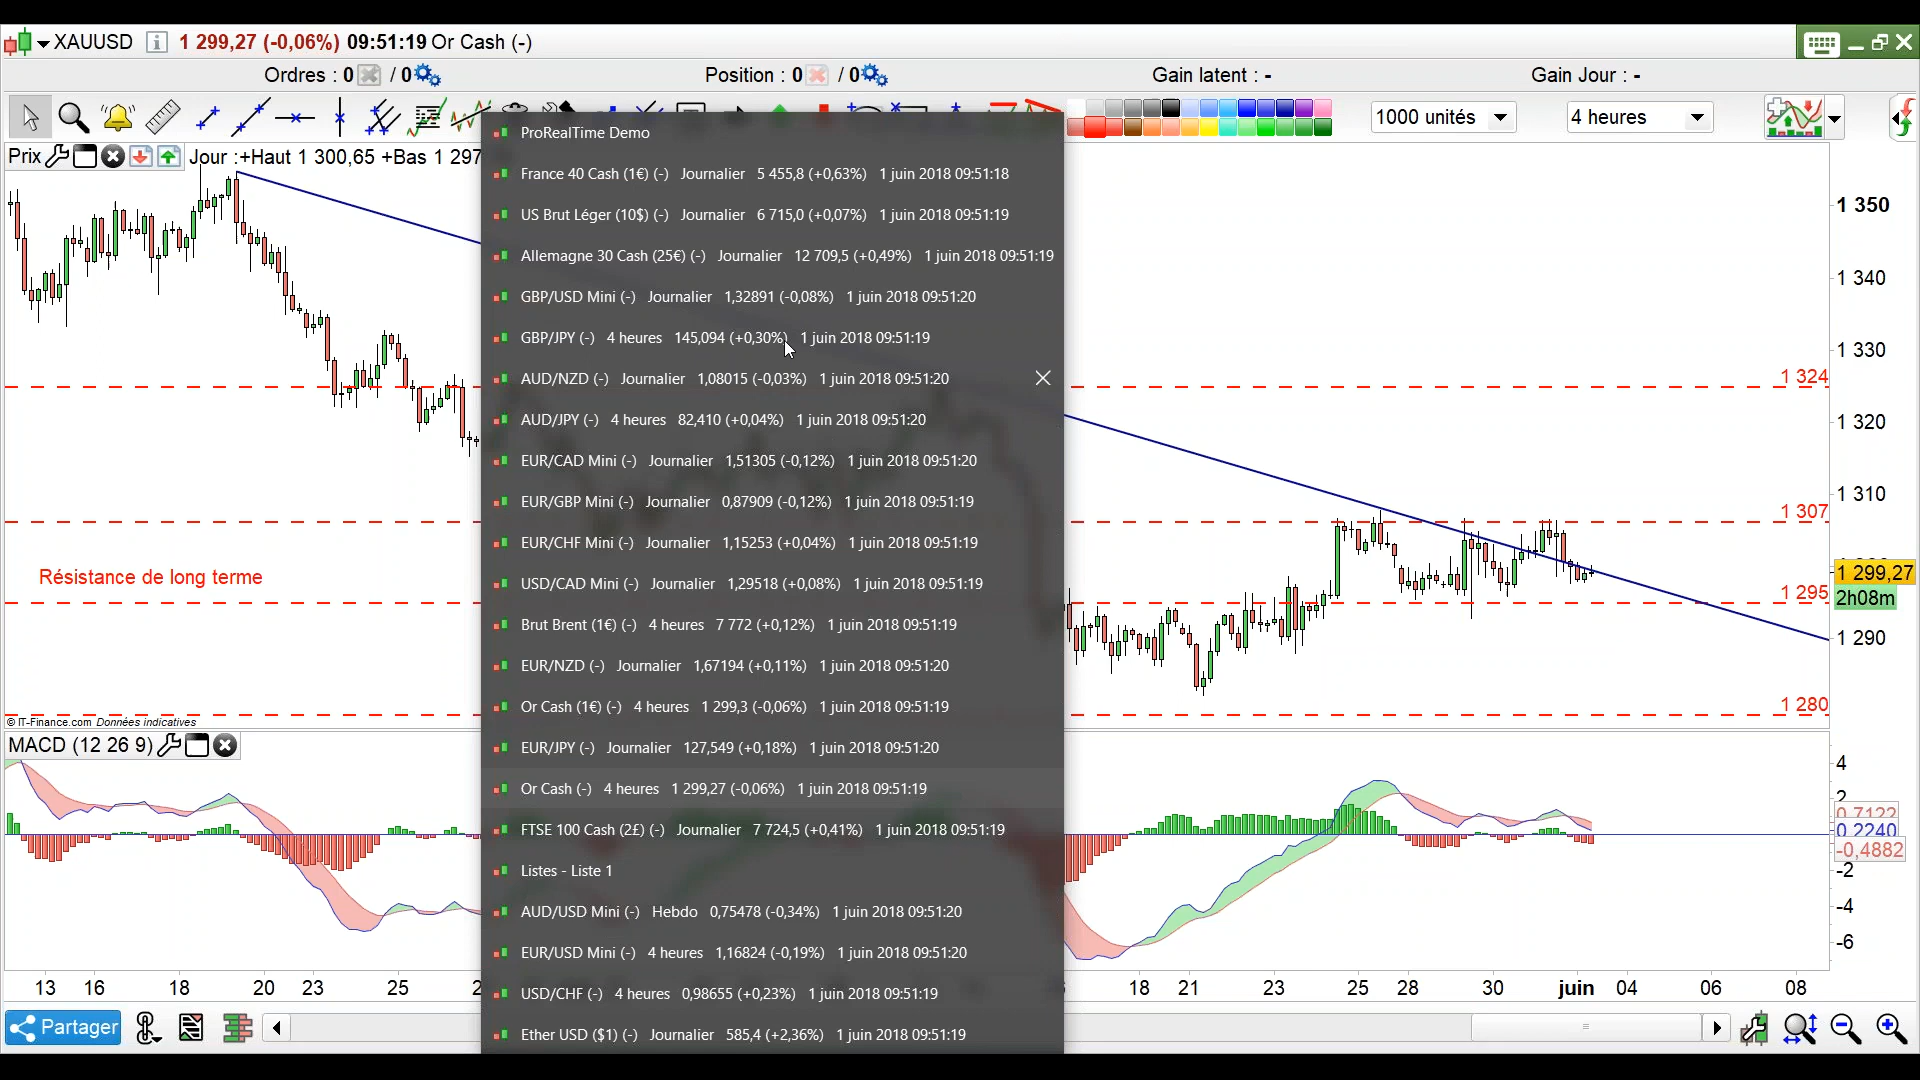 XAUUSD 1 299,27 (-0,06%) 09:51:19 Or Cash (-)
Ordres : 0 / 0 Position : 0 / 0 Gain latent : - Gain Jour : -
1000 unités 4 heures
Prix Jour :+Haut 1 300,65 +Bas 1 297
ProRealTime Demo
France 40 Cash (1€) (-) Journalier 5 455,8 (+0,63%) 1 juin 2018 09:51:18
US Brut Léger (10$) (-) Journalier 6 715,0 (+0,07%) 1 juin 2018 09:51:19
Allemagne 30 Cash (25€) (-) Journalier 12 709,5 (+0,49%) 1 juin 2018 09:51:19
GBP/USD Mini (-) Journalier 1,32891 (-0,08%) 1 juin 2018 09:51:20
GBP/JPY (-) 4 heures 145,094 (+0,30%) 1 juin 2018 09:51:19
AUD/NZD (-) Journalier 1,08015 (-0,03%) 1 juin 2018 09:51:20
AUD/JPY (-) 4 heures 82,410 (+0,04%) 1 juin 2018 09:51:20
EUR/CAD Mini (-) Journalier 1,51305 (-0,12%) 1 juin 2018 09:51:20
EUR/GBP Mini (-) Journalier 0,87909 (-0,12%) 1 juin 2018 09:51:19
EUR/CHF Mini (-) Journalier 1,15253 (+0,04%) 1 juin 2018 09:51:19
USD/CAD Mini (-) Journalier 1,29518 (+0,08%) 1 juin 2018 09:51:19
Brut Brent (1€) (-) 4 heures 7 772 (+0,12%) 1 juin 2018 09:51:19
EUR/NZD (-) Journalier 1,67194 (+0,11%) 1 juin 2018 09:51:20
Or Cash (1€) (-) 4 heures 1 299,3 (-0,06%) 1 juin 2018 09:51:19
EUR/JPY (-) Journalier 127,549 (+0,18%) 1 juin 2018 09:51:20
Or Cash (-) 4 heures 1 299,27 (-0,06%) 1 juin 2018 09:51:19
FTSE 100 Cash (2£) (-) Journalier 7 724,5 (+0,41%) 1 juin 2018 09:51:19
Listes - Liste 1
AUD/USD Mini (-) Hebdo 0,75478 (-0,34%) 1 juin 2018 09:51:20
EUR/USD Mini (-) 4 heures 1,16824 (-0,19%) 1 juin 2018 09:51:20
USD/CHF (-) 4 heures 0,98655 (+0,23%) 1 juin 2018 09:51:19
Ether USD ($1) (-) Journalier 585,4 (+2,36%) 1 juin 2018 09:51:19
1 350
1 340
1 330
1 324
1 320
1 310
1 307
1 299,27
1 295
2h08m
1 290
1 280
Résistance de long terme
© IT-Finance.com Données indicatives
MACD (12 26 9)
4
2
0,7122
0,2240
-0,4882
-2
-4
-6
13 16 18 20 23 25 18 21 23 25 28 30 juin 04 06 08
Partager